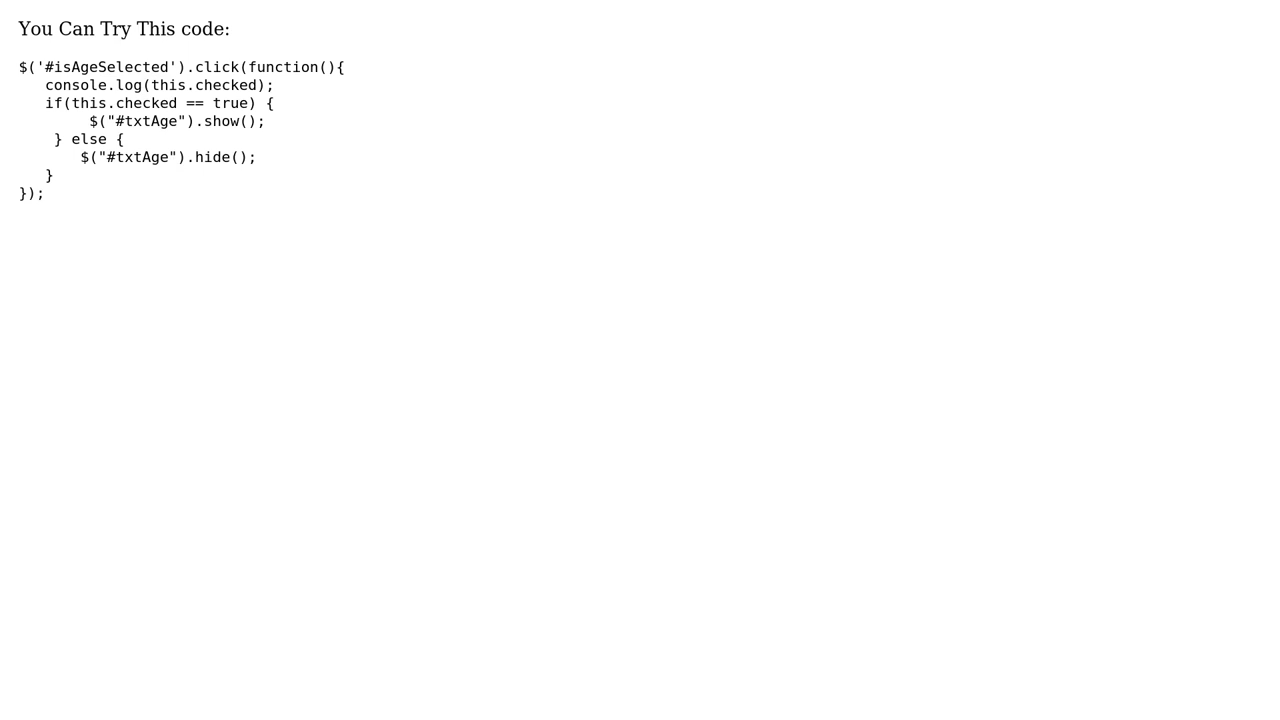 You Can Try This code:
$('#isAgeSelected').click(function(){
   console.log(this.checked);
   if(this.checked == true) {
        $("#txtAge").show();
    } else {
       $("#txtAge").hide();
   }
});